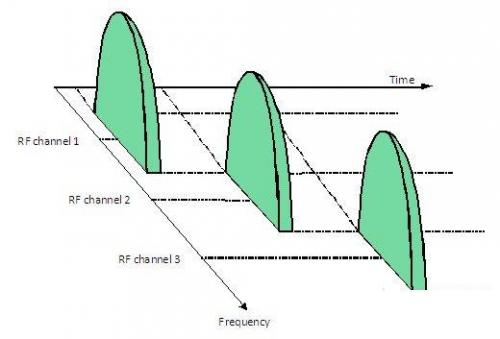 Time
RF channel 1
RF channel 2
RF channel 3
Frequency